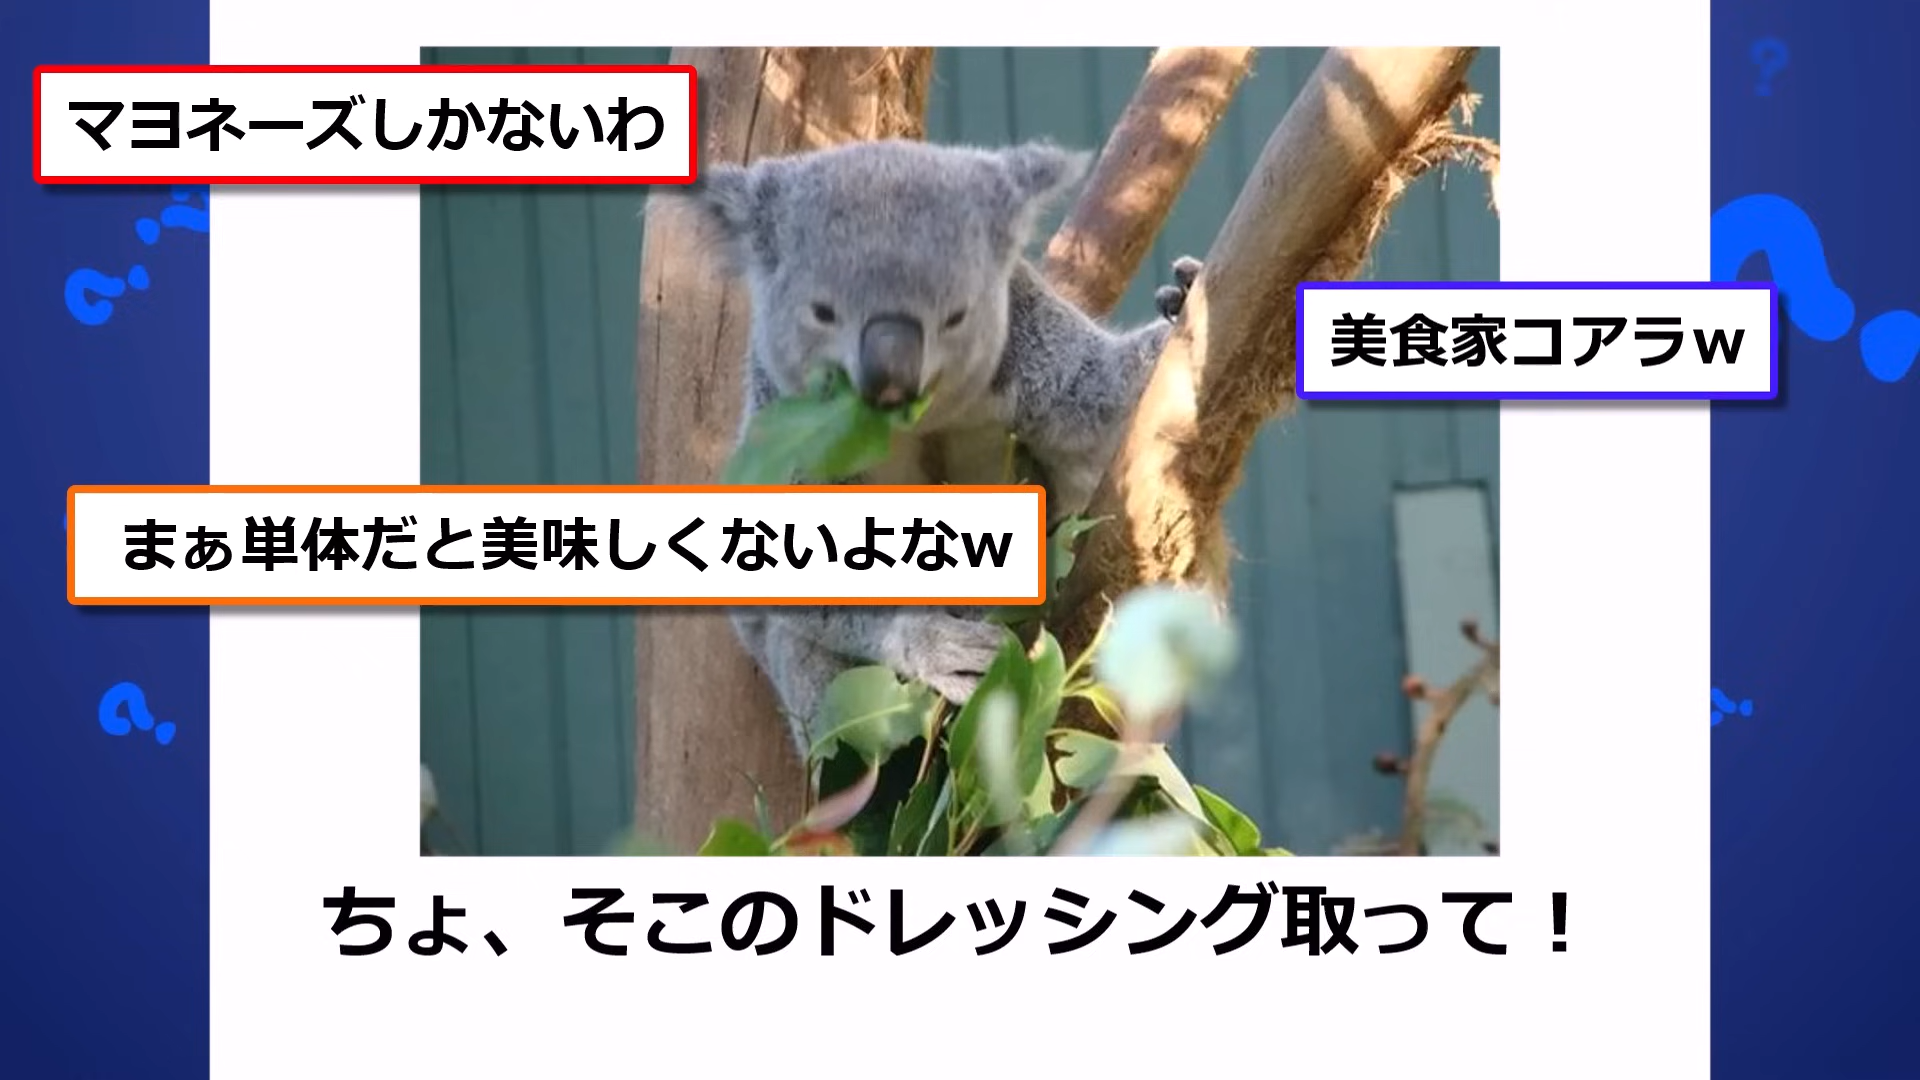 マヨネーズしかないわ
美食家コアラｗ
まぁ単体だと美味しくないよなw
ちょ、そこのドレッシング取って！